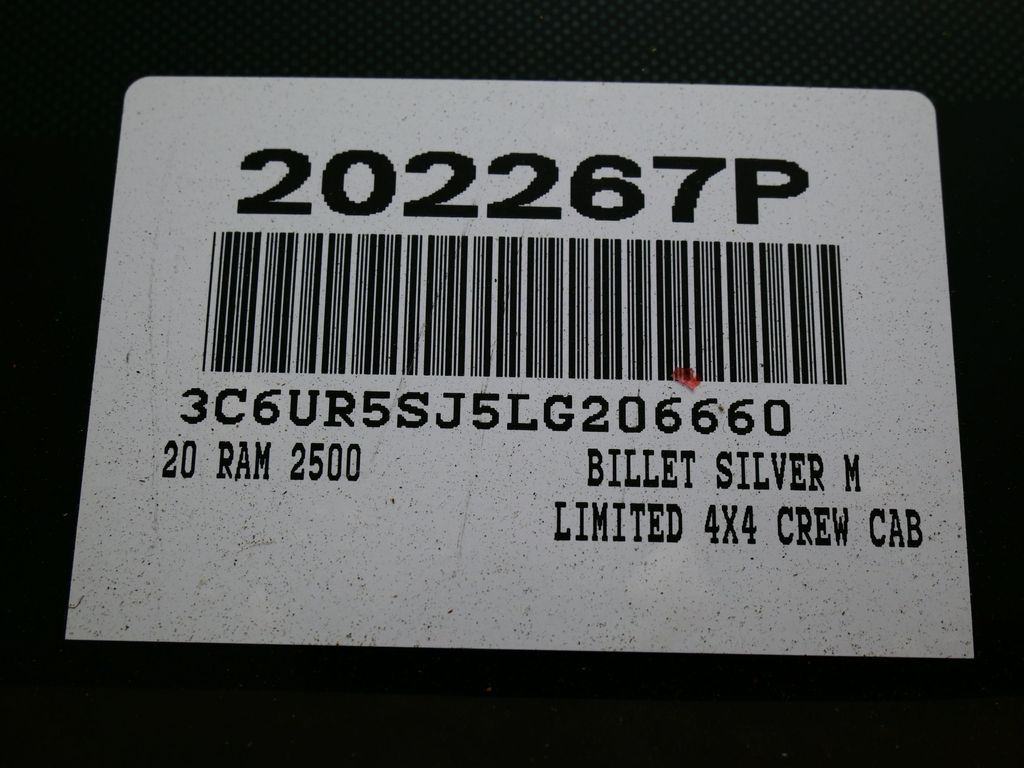 202267P
3C6UR5SJ5LG206660
20 RAM 2500
BILLET SILVER M
LIMITED 4X4 CREW CAB